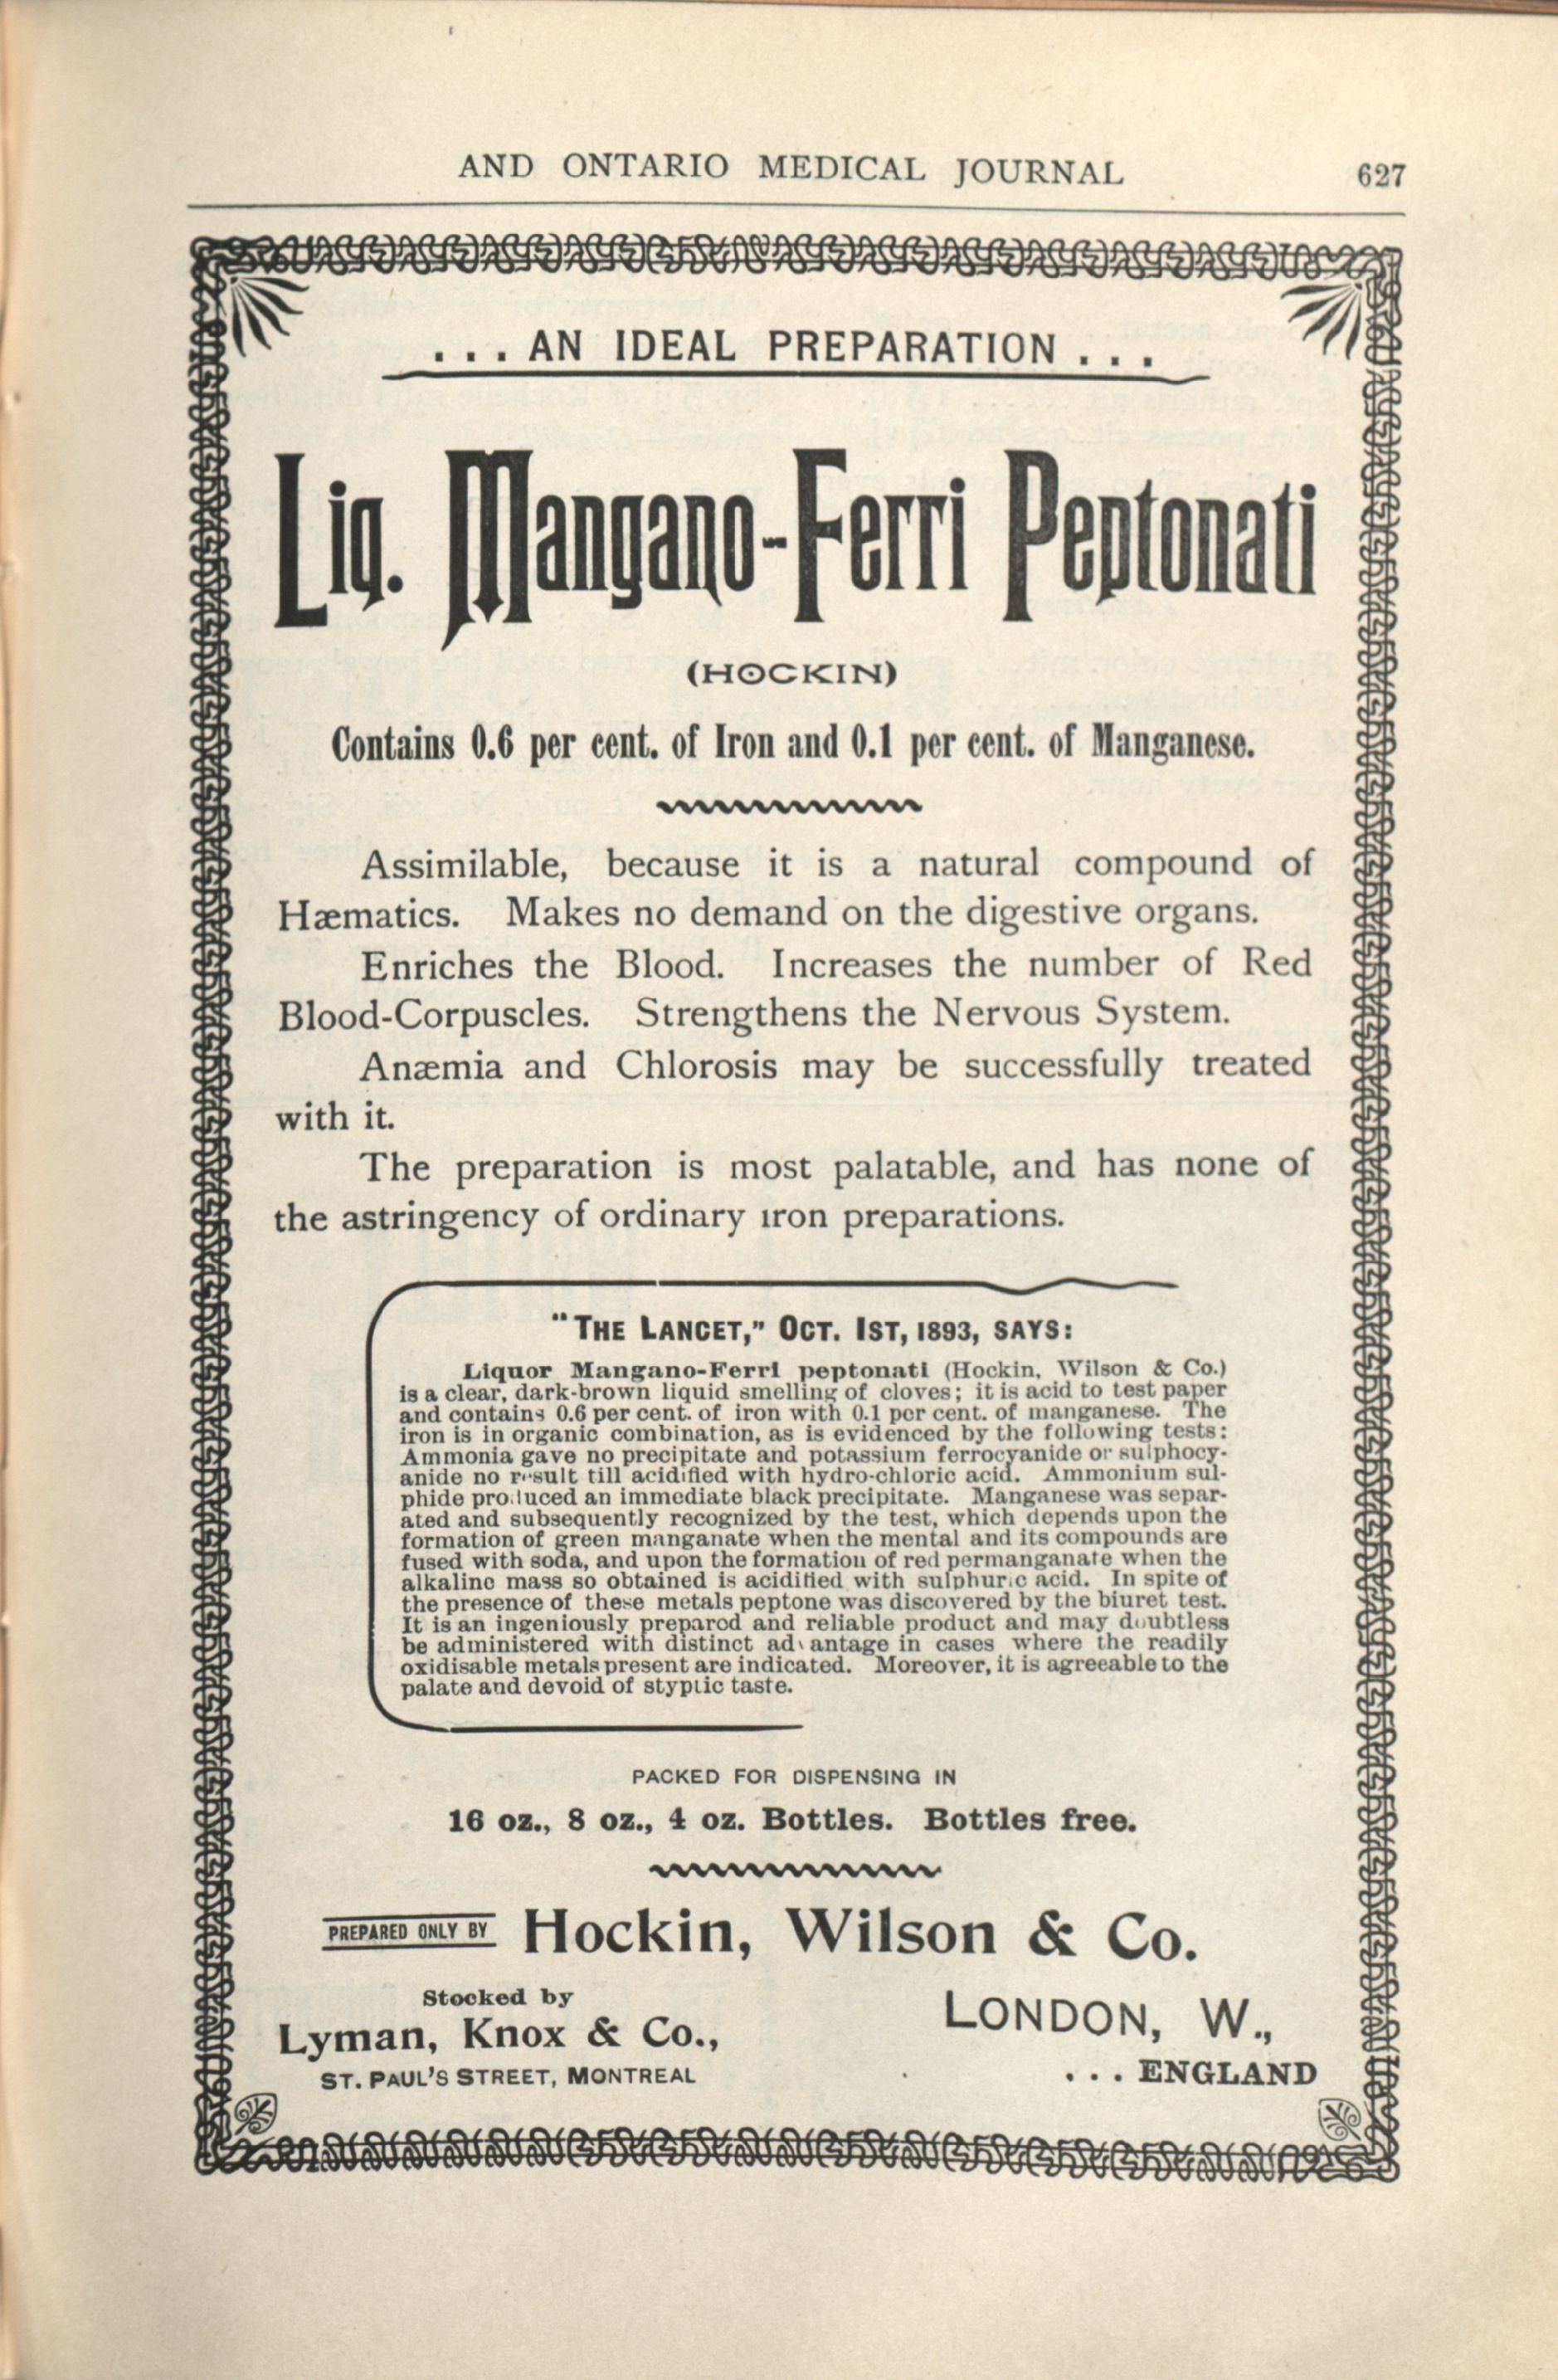 AND ONTARIO MEDICAL JOURNAL 627
... AN IDEAL PREPARATION ...
Liq. Mangano-Ferri Peptonati
(HOCKIN)
Contains 0.6 per cent. of Iron and 0.1 per cent. of Manganese.
Assimilable, because it is a natural compound of
Hæmatics. Makes no demand on the digestive organs.
Enriches the Blood. Increases the number of Red
Blood-Corpuscles. Strengthens the Nervous System.
Anæmia and Chlorosis may be successfully treated
with it.
The preparation is most palatable, and has none of
the astringency of ordinary iron preparations.
"THE LANCET," OCT. 1ST, 1893, SAYS:
Liquor Mangano-Ferri peptonati (Hockin, Wilson & Co.)
is a clear, dark-brown liquid smelling of cloves; it is acid to test paper
and contains 0.6 per cent. of iron with 0.1 per cent. of manganese. The
iron is in organic combination, as is evidenced by the following tests:
Ammonia gave no precipitate and potassium ferrocyanide or sulphocy-
anide no result till acidified with hydro-chloric acid. Ammonium sul-
phide produced an immediate black precipitate. Manganese was separ-
ated and subsequently recognized by the test, which depends upon the
formation of green manganate when the mental and its compounds are
fused with soda, and upon the formation of red permanganate when the
alkaline mass so obtained is acidified with sulphuric acid. In spite of
the presence of these metals peptone was discovered by the biuret test.
It is an ingeniously prepared and reliable product and may doubtless
be administered with distinct advantage in cases where the readily
oxidisable metals present are indicated. Moreover, it is agreeable to the
palate and devoid of styptic taste.
PACKED FOR DISPENSING IN
16 oz., 8 oz., 4 oz. Bottles. Bottles free.
PREPARED ONLY BY Hockin, Wilson & Co.
Stocked by
Lyman, Knox & Co.,
ST. PAUL'S STREET, MONTREAL
LONDON, W.,
... ENGLAND